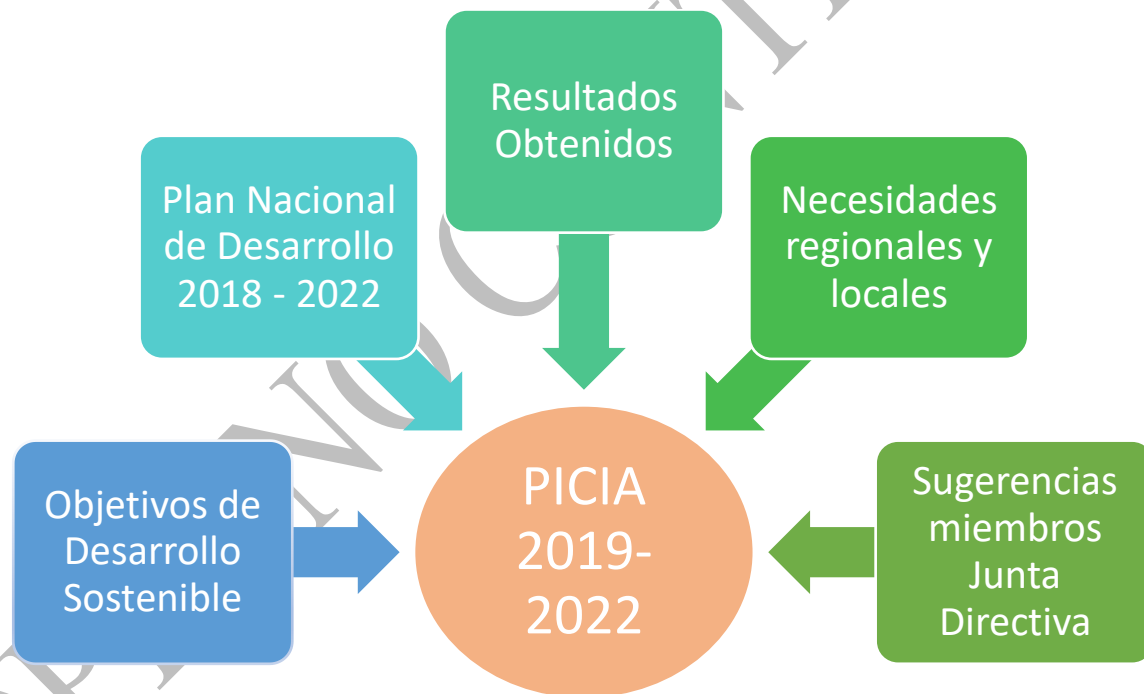 Resultados
Obtenidos
Plan Nacional
de Desarrollo
2018 - 2022
Necesidades
regionales y
locales
Objetivos de
Desarrollo
Sostenible
PICIA
2019-
2022
Sugerencias
miembros
Junta
Directiva